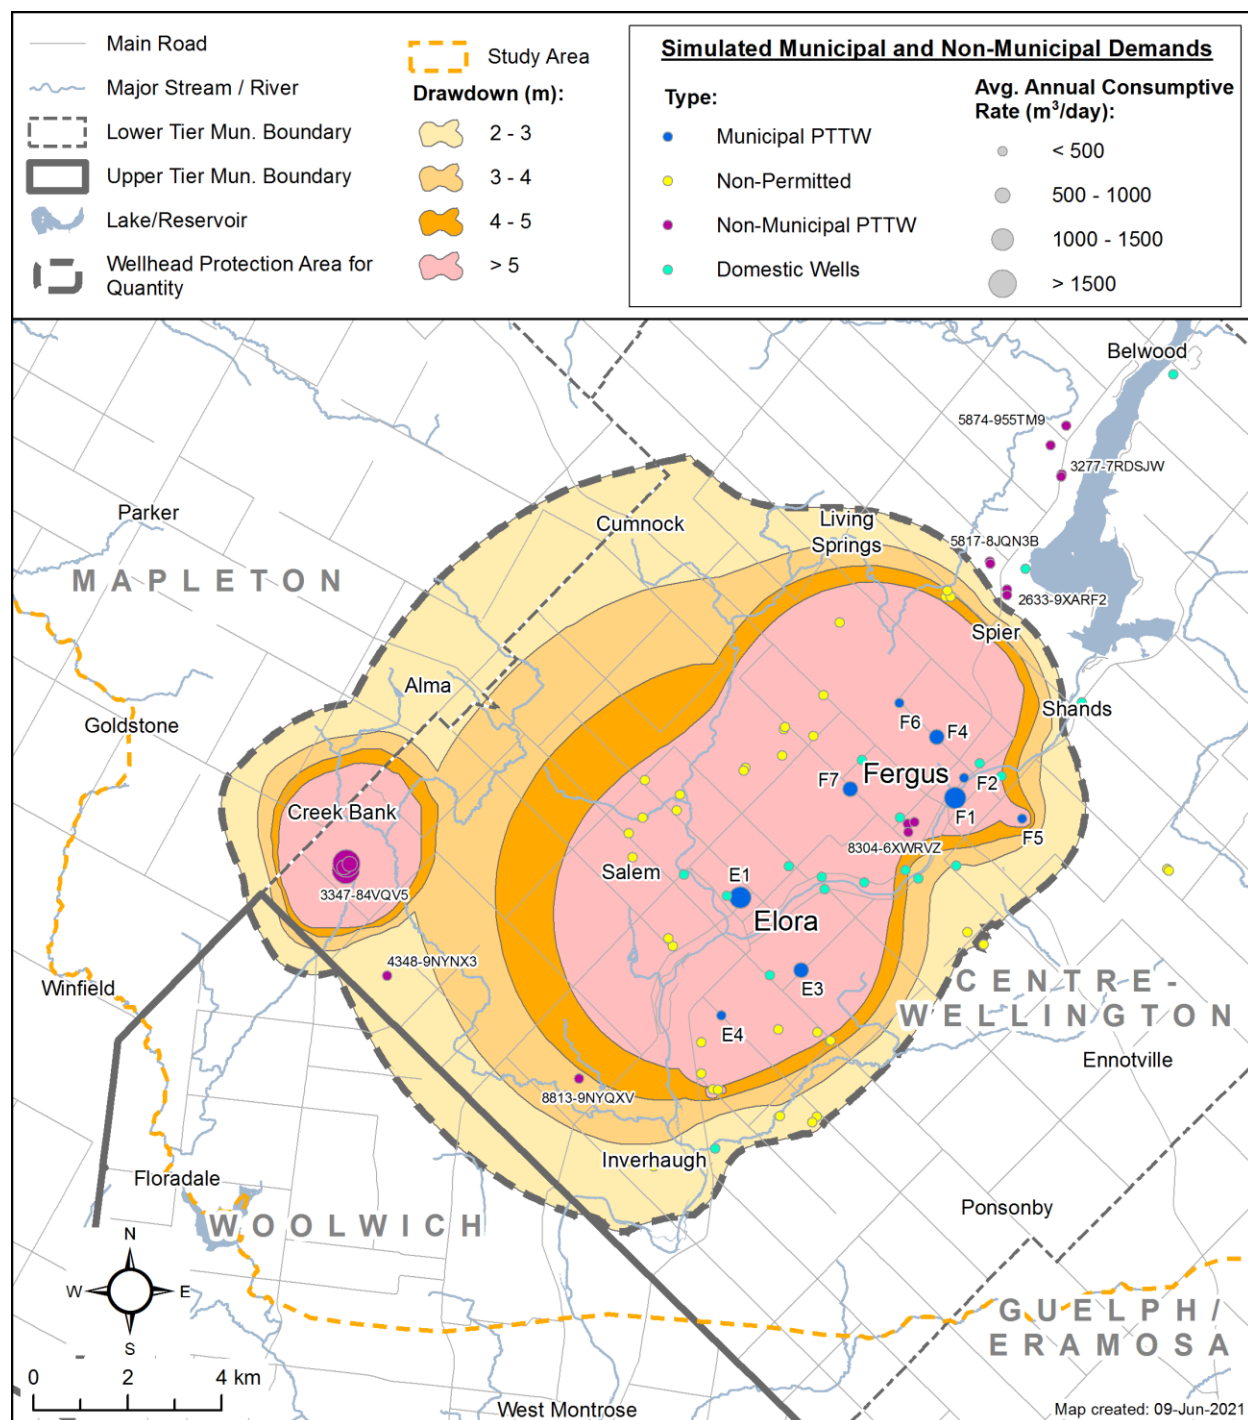 Main Road
Major Stream / River
Lower Tier Mun. Boundary
Upper Tier Mun. Boundary
Lake/Reservoir
Wellhead Protection Area for
Quantity
Study Area
Drawdown (m):
2 - 3
3 - 4
4 - 5
> 5
Simulated Municipal and Non-Municipal Demands
Type:
Municipal PTTW
Non-Permitted
Non-Municipal PTTW
Domestic Wells
Avg. Annual Consumptive
Rate (m³/day):
< 500
500 - 1000
1000 - 1500
> 1500
Belwood
5874-955TM9
3277-7RDSJW
Parker
Cumnock
Living
Springs
5817-8JQN3B
MAPLETON
2633-9XARF2
Spier
Alma
Goldstone
Shands
F6
F4
Fergus
F7
F2
F1
F5
Creek Bank
8304-6XWRVZ
Salem
E1
3347-84VQV5
Elora
4348-9NYNX3
Winfield
E3
CENTRE-
WELLINGTON
E4
Ennotville
8813-9NYQXV
Inverhaugh
Floradale
Ponsonby
WOOLWICH
N
W
E
S
GUELPH/
ERAMOSA
0 2 4 km
West Montrose
Map created: 09-Jun-2021